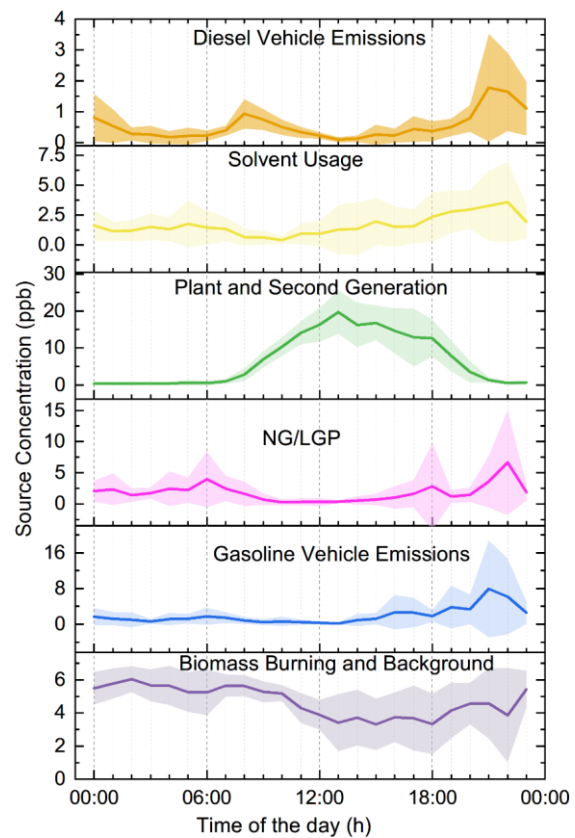 Source Concentration (ppb)
Diesel Vehicle Emissions
4
3
2
1
0
Solvent Usage
7.5
5.0
2.5
0.0
Plant and Second Generation
30
20
10
0
NG/LGP
15
10
5
0
Gasoline Vehicle Emissions
16
8
0
Biomass Burning and Background
6
4
2
0
00:00 06:00 12:00 18:00 00:00
Time of the day (h)